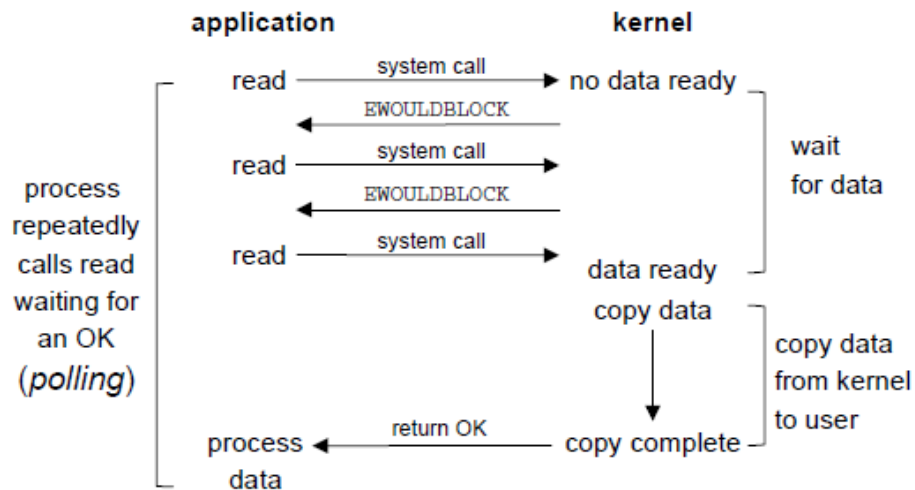 application kernel
read system call no data ready
EWOULDBLOCK
read system call
EWOULDBLOCK
read system call
data ready
copy data
return OK
process copy complete
data
process
repeatedly
calls read
waiting for
an OK
(polling)
wait
for data
copy data
from kernel
to user